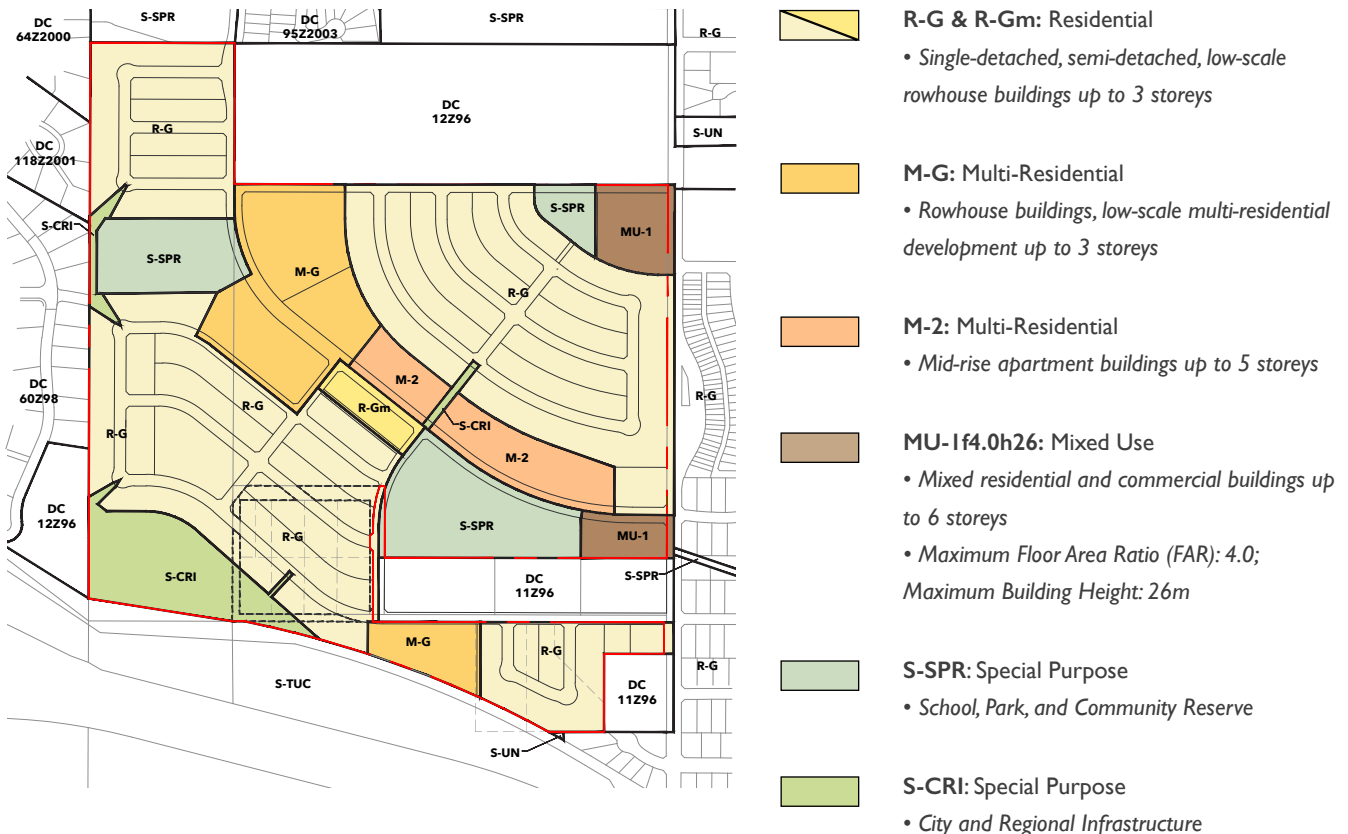 S-SPR
DC
64Z2000
DC
95Z2003
S-SPR
R-G
DC
12Z96
S-UN
R-G
DC
118Z2001
S-CRI
S-SPR
M-G
S-SPR
MU-1
R-G
M-2
R-Gm
S-CRI
M-2
DC
60Z98
R-G
R-G
R-G
DC
12Z96
R-G
S-SPR
MU-1
S-CRI
DC
11Z96
S-SPR
M-G
R-G
R-G
DC
11Z96
S-TUC
S-UN
R-G & R-Gm: Residential
• Single-detached, semi-detached, low-scale
rowhouse buildings up to 3 storeys
M-G: Multi-Residential
• Rowhouse buildings, low-scale multi-residential
development up to 3 storeys
M-2: Multi-Residential
• Mid-rise apartment buildings up to 5 storeys
MU-1f4.0h26: Mixed Use
• Mixed residential and commercial buildings up
to 6 storeys
• Maximum Floor Area Ratio (FAR): 4.0;
Maximum Building Height: 26m
S-SPR: Special Purpose
• School, Park, and Community Reserve
S-CRI: Special Purpose
• City and Regional Infrastructure